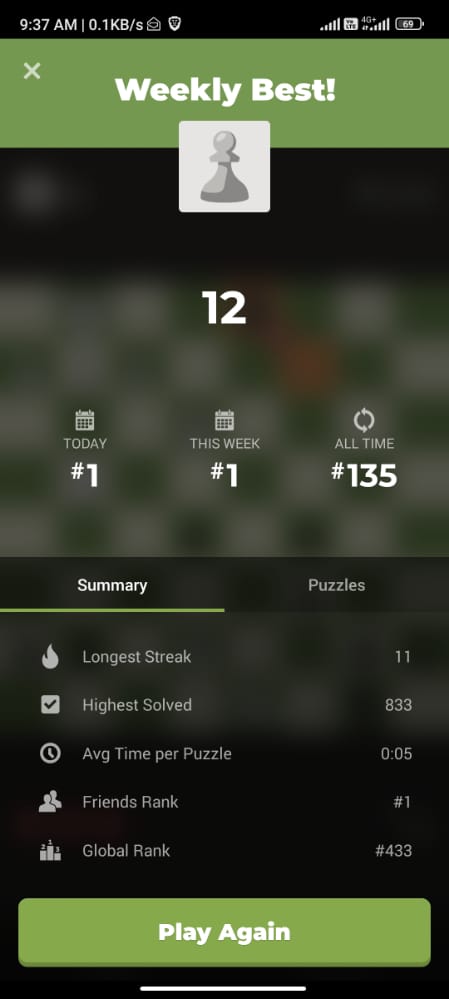 9:37 AM | 0.1KB/s
4G+
Vo LTE
69
Weekly Best!
12
TODAY THIS WEEK ALL TIME
#1 #1 #135
Summary Puzzles
Longest Streak 11
Highest Solved 833
Avg Time per Puzzle 0:05
Friends Rank #1
Global Rank #433
Play Again